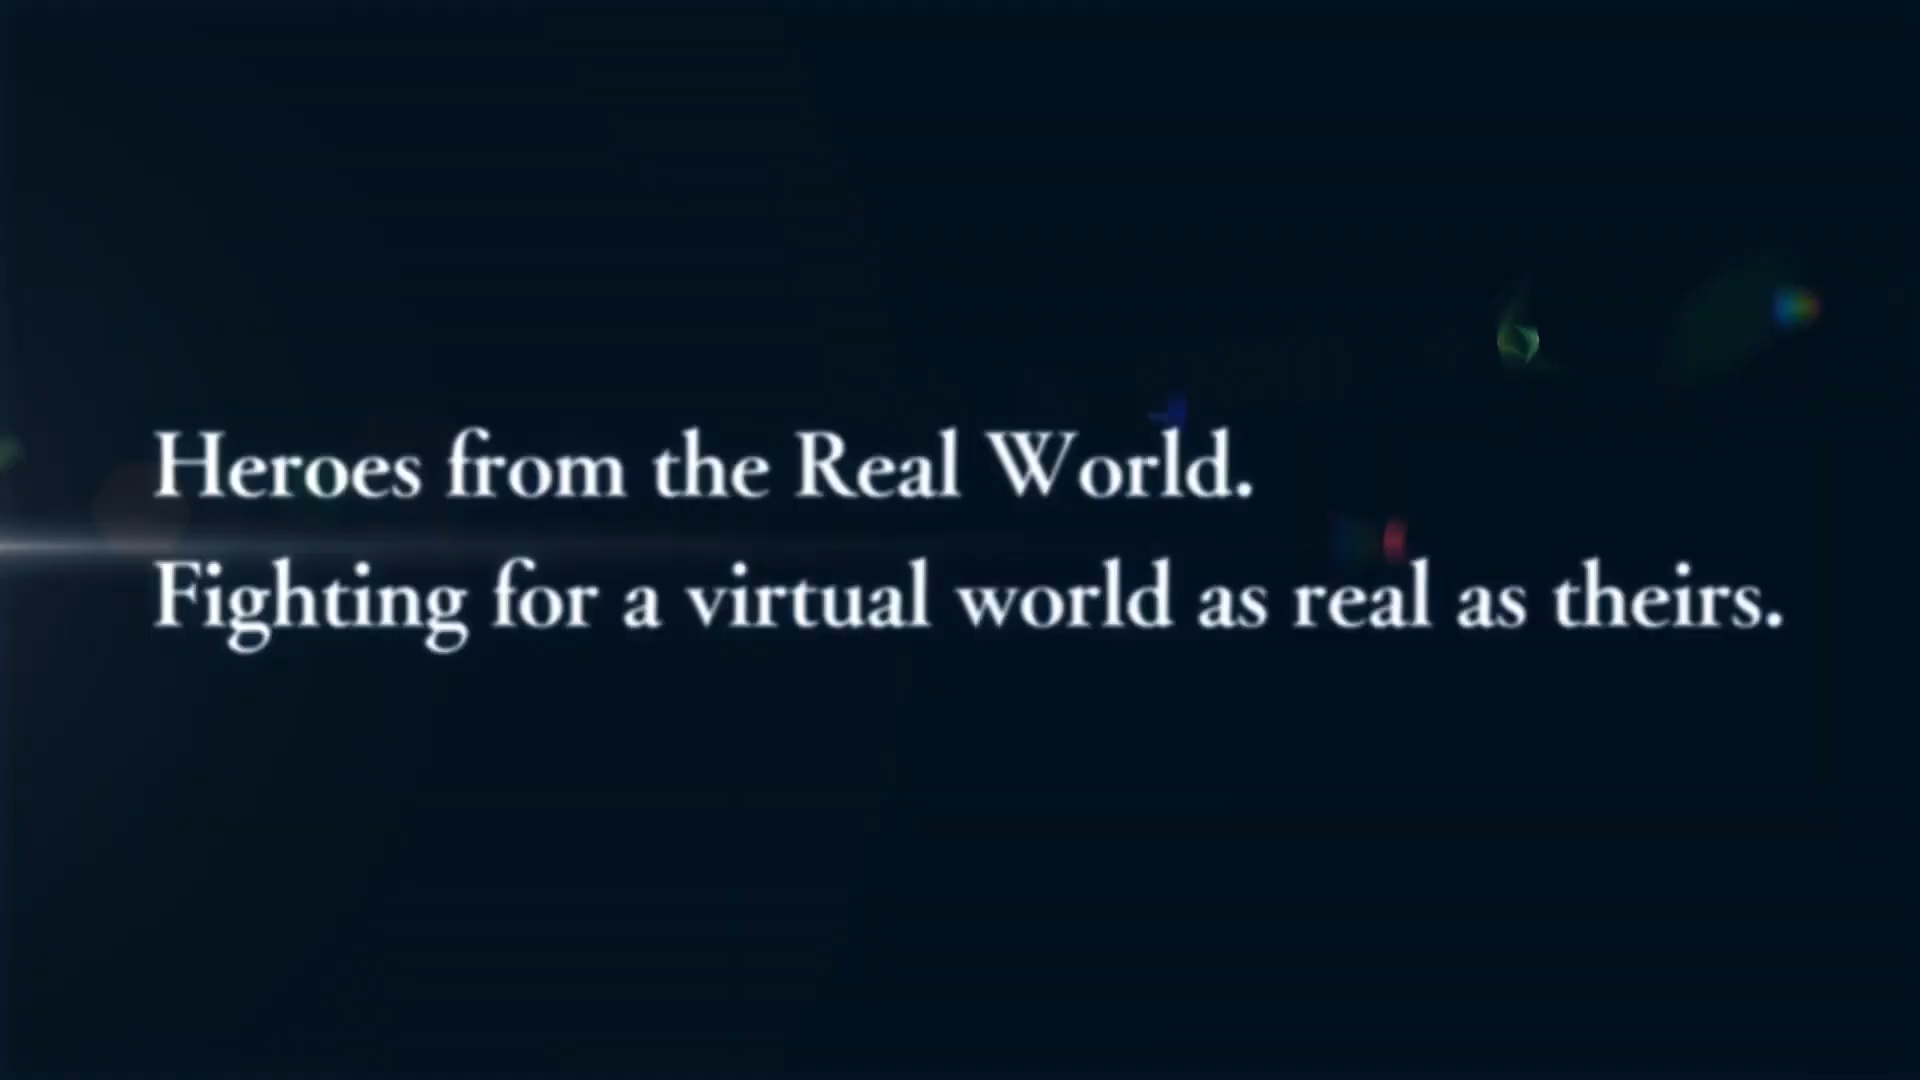 Heroes from the Real World.
Fighting for a virtual world as real as theirs.